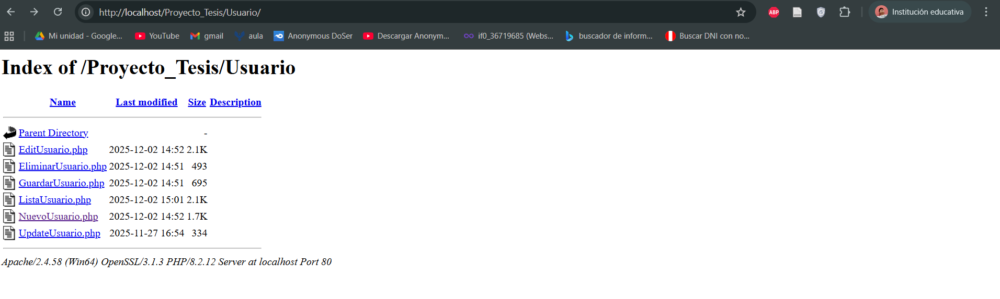 http://localhost/Proyecto_Tesis/Usuario/
ABP
Institución educativa
Mi unidad - Google...
YouTube
gmail
aula
Anonymous DoSer
Descargar Anonym...
if0_36719685 (Webs...
buscador de inform...
Buscar DNI con no...
Index of /Proyecto_Tesis/Usuario
Name Last modified Size Description
Parent Directory -
EditUsuario.php 2025-12-02 14:52 2.1K
EliminarUsuario.php 2025-12-02 14:51 493
GuardarUsuario.php 2025-12-02 14:51 695
ListaUsuario.php 2025-12-02 15:01 2.1K
NuevoUsuario.php 2025-12-02 14:52 1.7K
UpdateUsuario.php 2025-11-27 16:54 334
Apache/2.4.58 (Win64) OpenSSL/3.1.3 PHP/8.2.12 Server at localhost Port 80